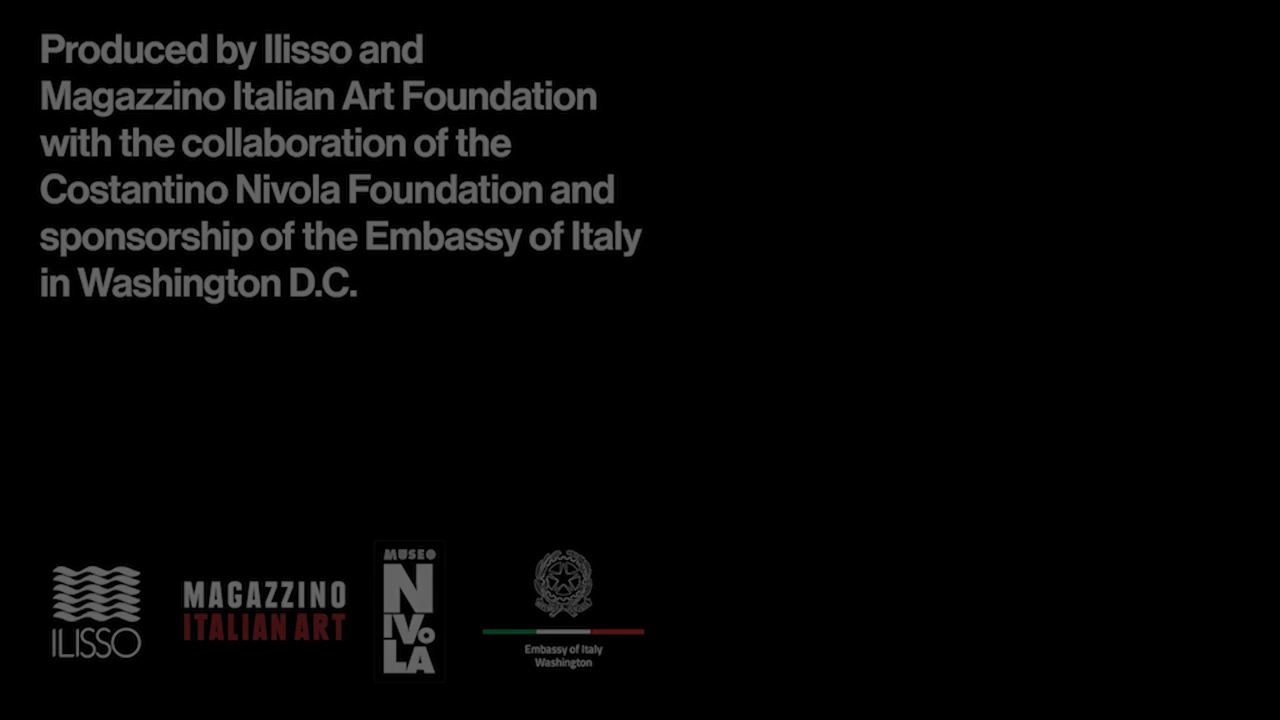 Produced by Ilisso and
Magazzino Italian Art Foundation
with the collaboration of the
Costantino Nivola Foundation and
sponsorship of the Embassy of Italy
in Washington D.C.
ILISSO
MAGAZZINO
ITALIAN ART
MUSEO
NIVOLA
Embassy of Italy
Washington